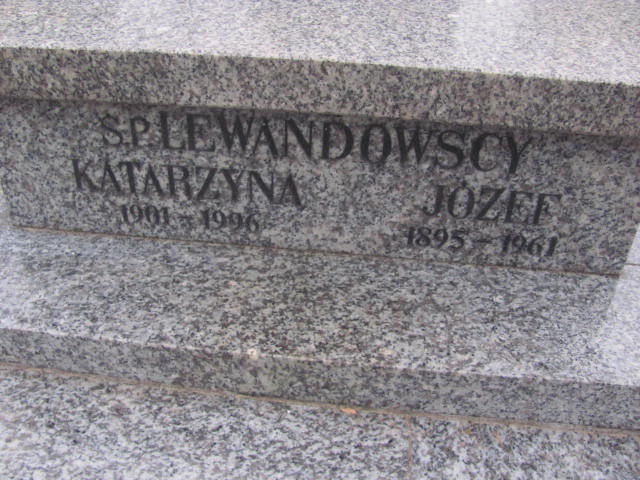 Ś.P. LEWANDOWSCY
KATARZYNA JÓZEF
1901 - 1996 1895 - 1961